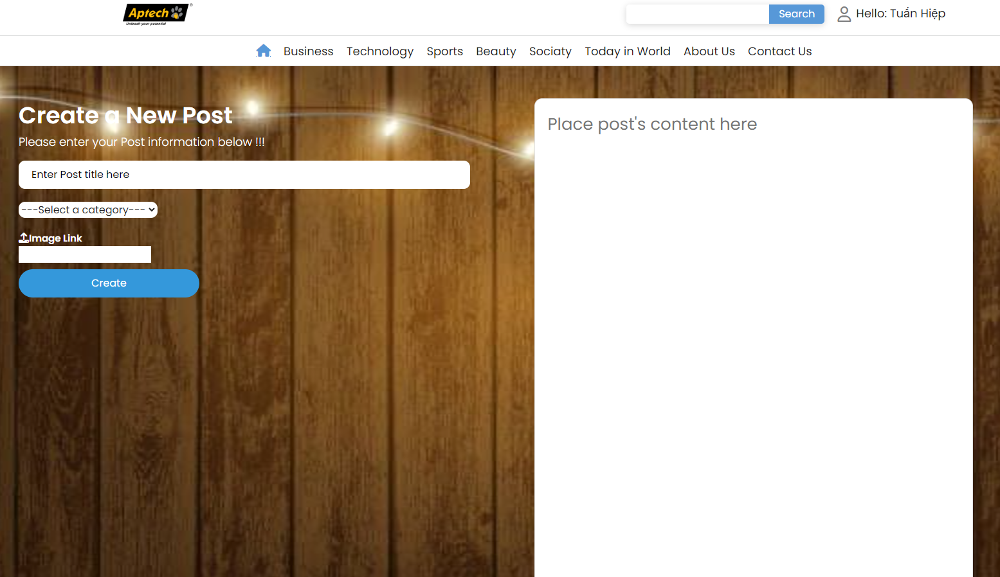 Aptech
®
Unleash your potential
Search
Hello: Tuấn Hiệp
Business Technology Sports Beauty Sociaty Today in World About Us Contact Us
Create a New Post
Please enter your Post information below !!!
Enter Post title here
---Select a category---
Image Link
Create
Place post's content here